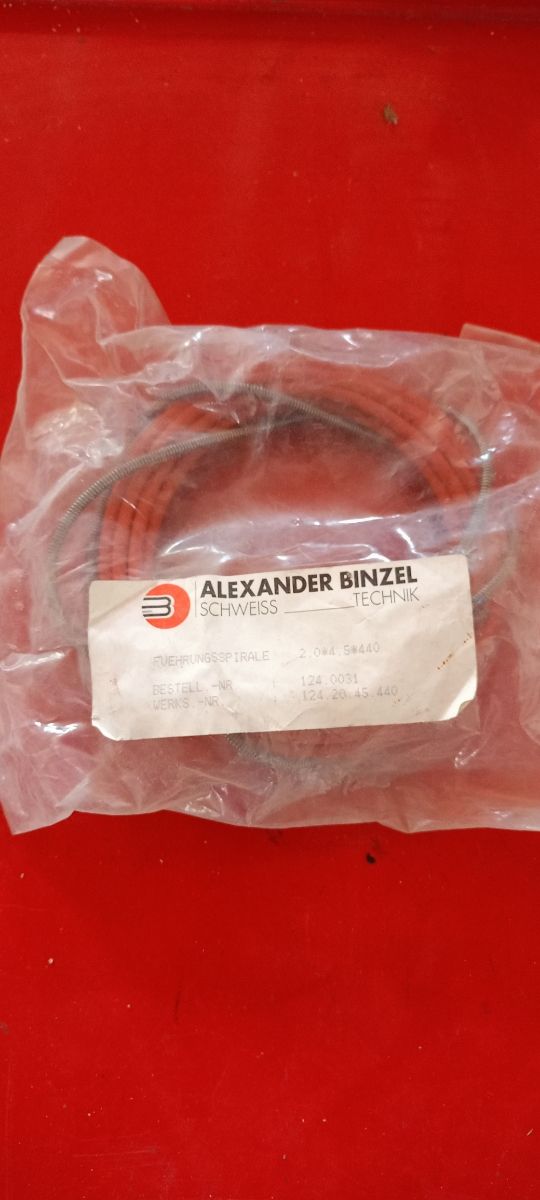 ALEXANDER BINZEL
SCHWEISS TECHNIK
FUEHRUNGSSPIRALE 2.0*4.5*440
BESTELL.-NR : 124.0031
WERKS.-NR. : 124.20.45.440